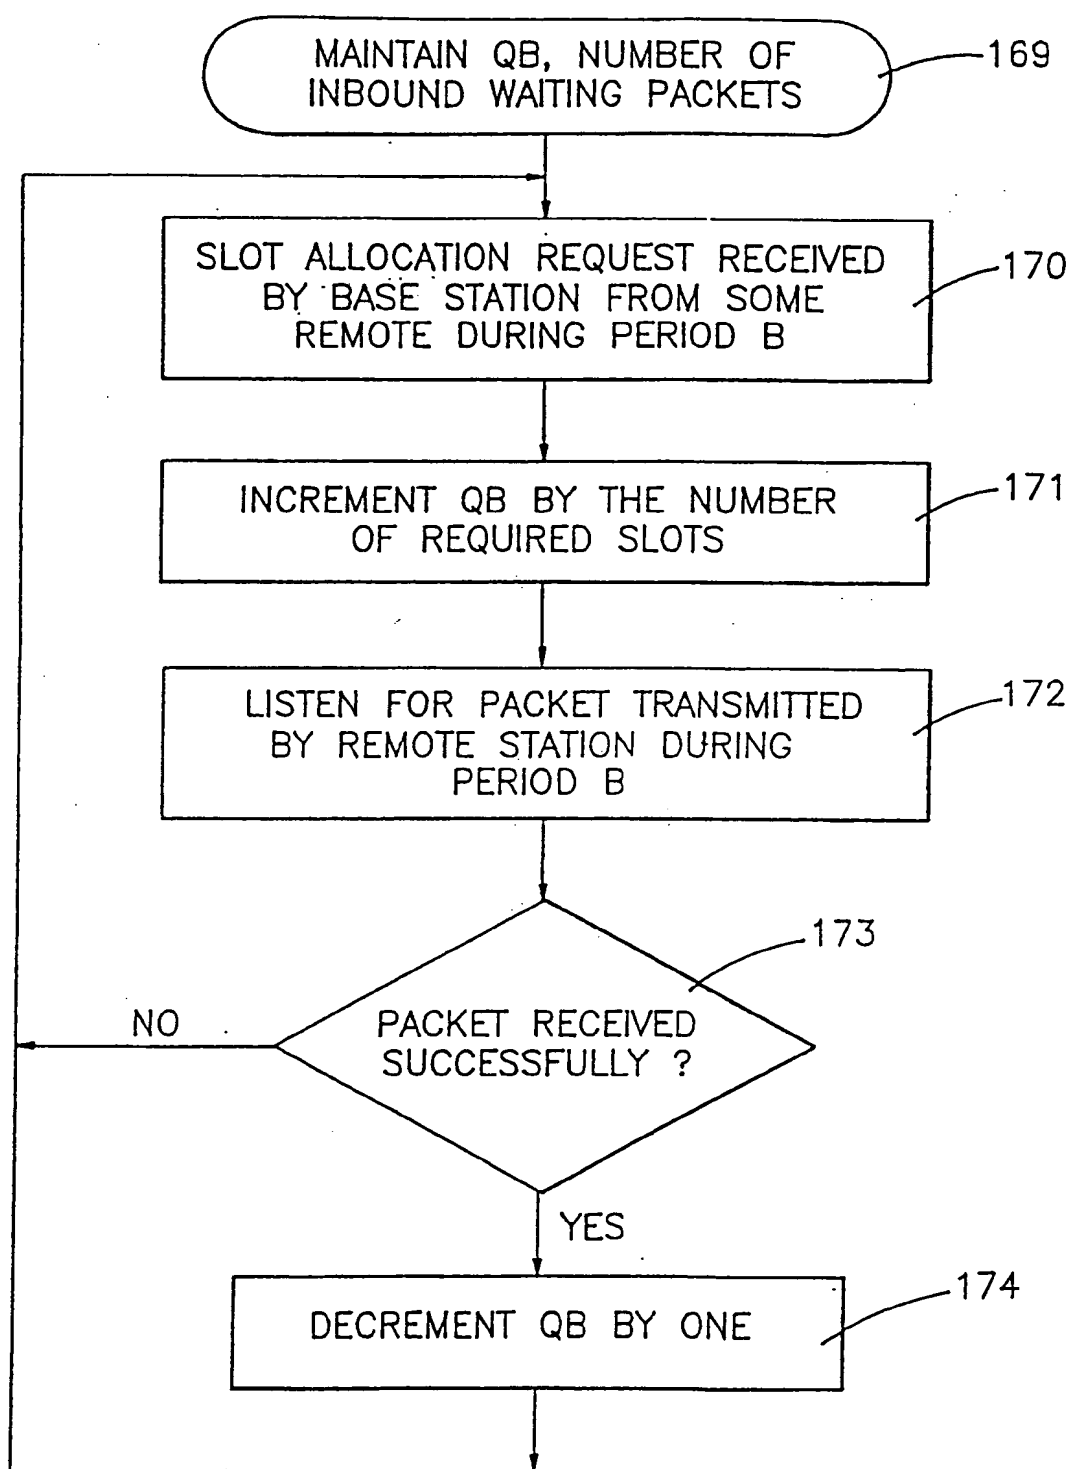 MAINTAIN QB, NUMBER OF
INBOUND WAITING PACKETS
169
SLOT ALLOCATION REQUEST RECEIVED
BY BASE STATION FROM SOME
REMOTE DURING PERIOD B
170
INCREMENT QB BY THE NUMBER
OF REQUIRED SLOTS
171
LISTEN FOR PACKET TRANSMITTED
BY REMOTE STATION DURING
PERIOD B
172
173
PACKET RECEIVED
SUCCESSFULLY ?
NO
YES
DECREMENT QB BY ONE
174